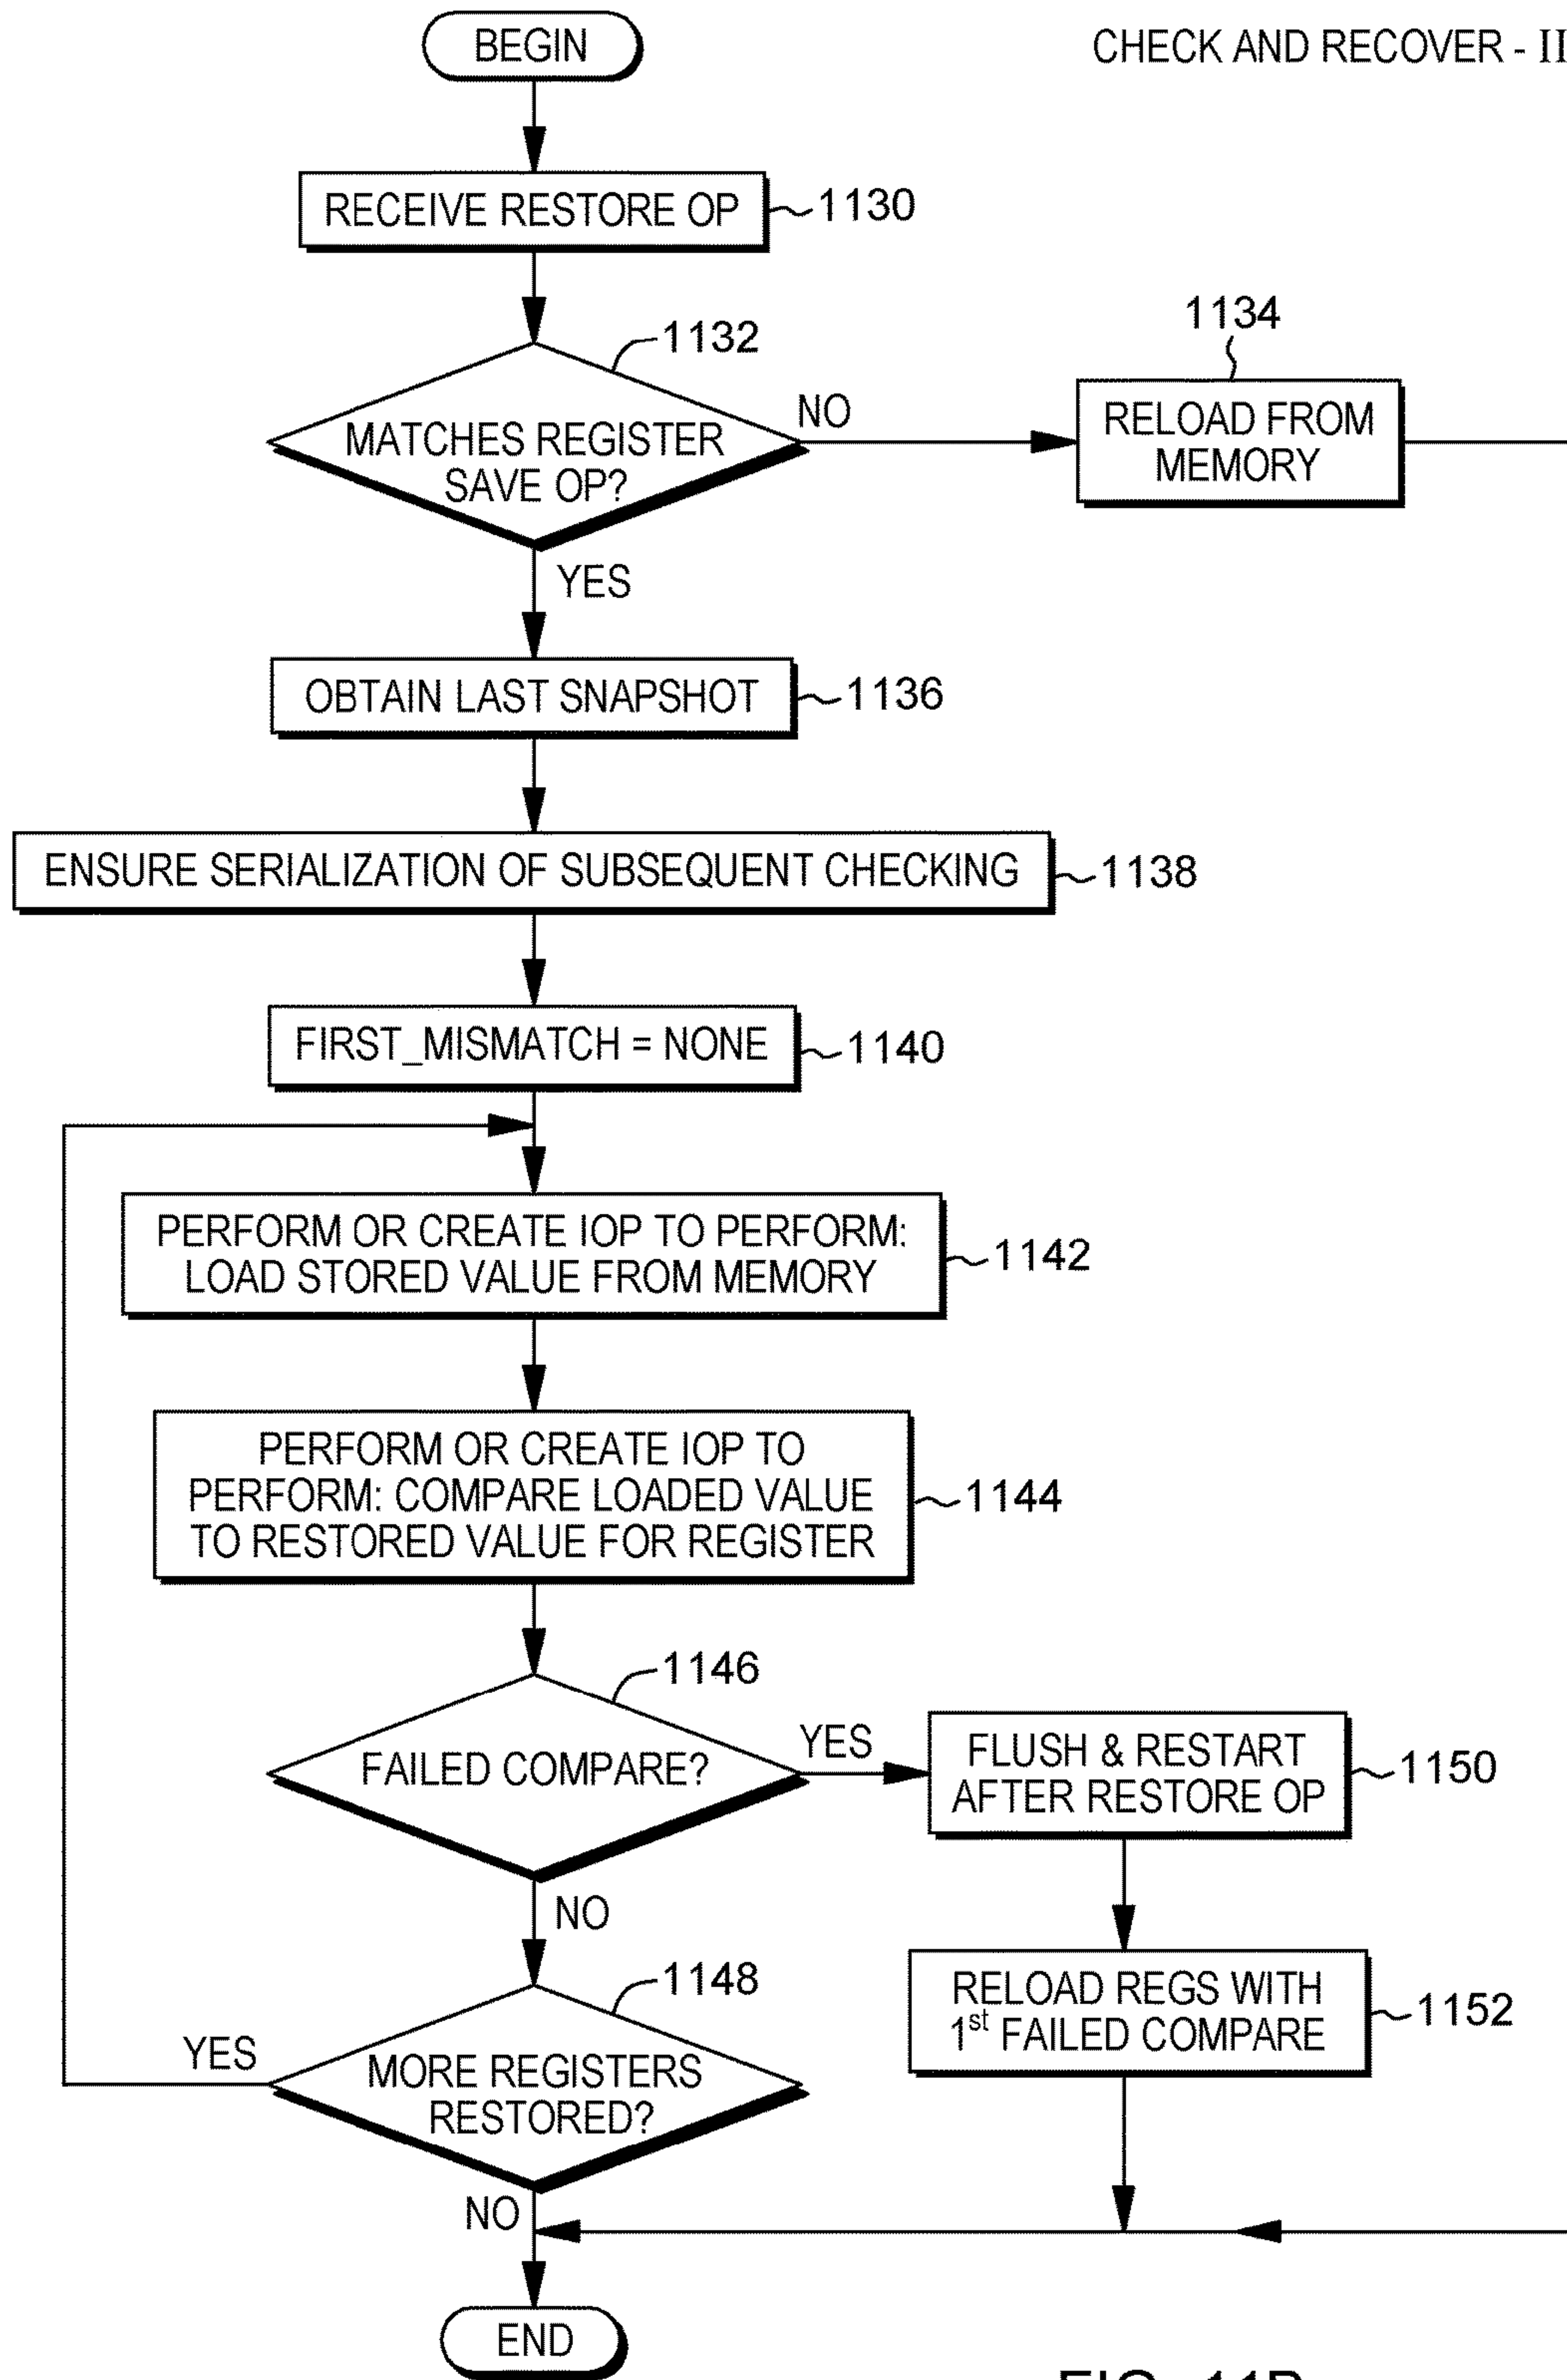 BEGIN
CHECK AND RECOVER - II
RECEIVE RESTORE OP
1130
1132
MATCHES REGISTER
SAVE OP?
NO
1134
RELOAD FROM
MEMORY
YES
OBTAIN LAST SNAPSHOT
1136
ENSURE SERIALIZATION OF SUBSEQUENT CHECKING
1138
FIRST_MISMATCH = NONE
1140
PERFORM OR CREATE IOP TO PERFORM:
LOAD STORED VALUE FROM MEMORY
1142
PERFORM OR CREATE IOP TO
PERFORM: COMPARE LOADED VALUE
TO RESTORED VALUE FOR REGISTER
1144
1146
FAILED COMPARE?
YES
FLUSH & RESTART
AFTER RESTORE OP
1150
NO
1148
MORE REGISTERS
RESTORED?
YES
RELOAD REGS WITH
1st FAILED COMPARE
1152
NO
END